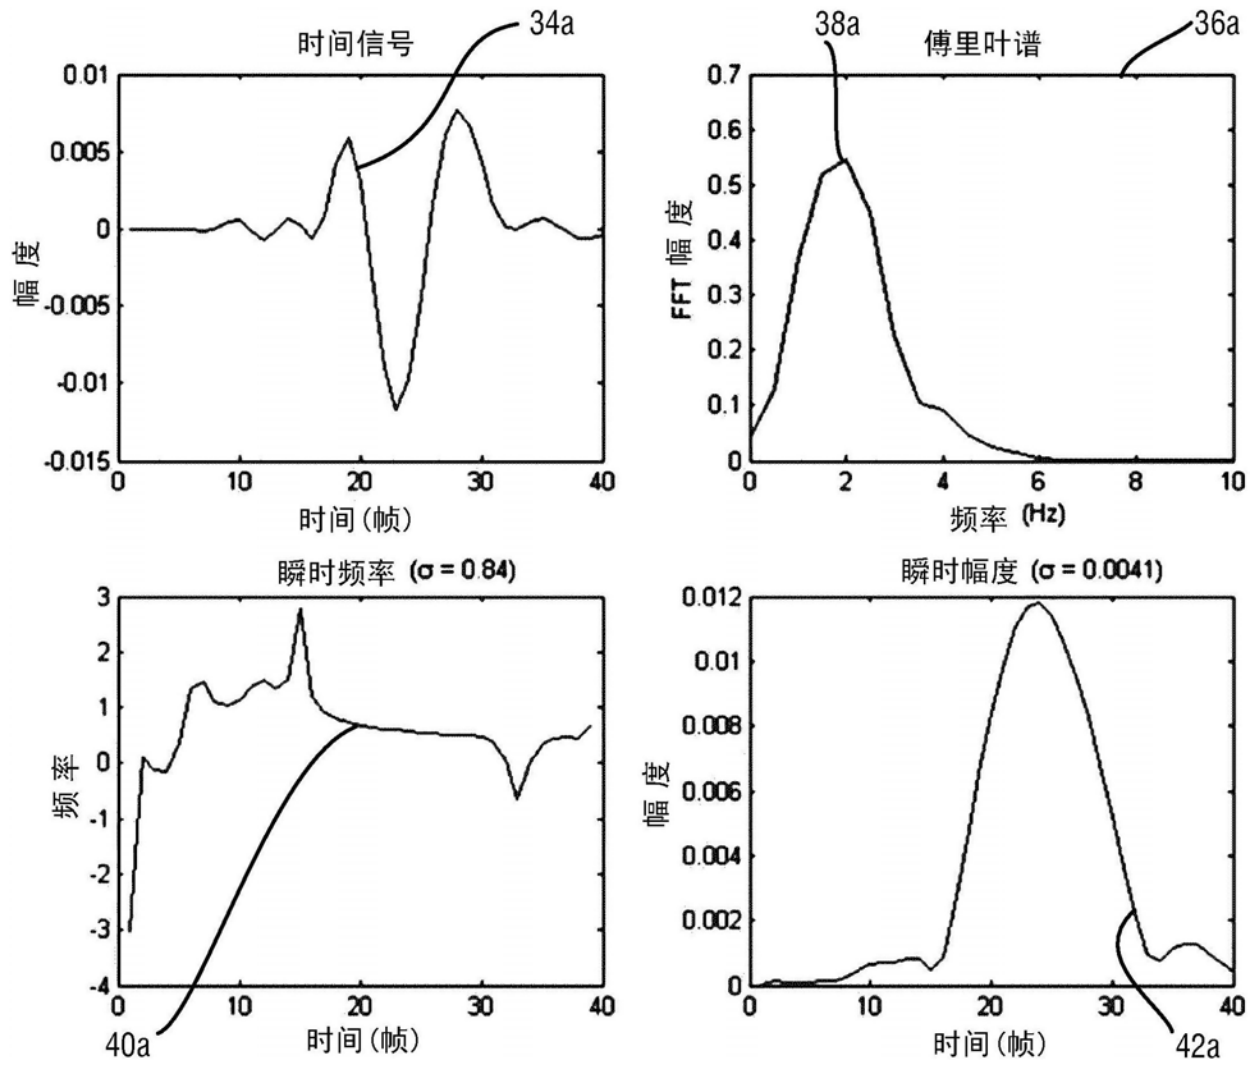 34a
时间信号
0.01
0.005
0
-0.005
-0.01
-0.015
幅度
0 10 20 30 40
时间(帧)
38a
36a
傅里叶谱
0.7
0.6
0.5
0.4
0.3
0.2
0.1
0
FFT 幅度
0 2 4 6 8 10
频率 (Hz)
瞬时频率 (σ = 0.84)
3
2
1
0
-1
-2
-3
-4
频率
0 10 20 30 40
时间(帧)
40a
瞬时幅度 (σ = 0.0041)
0.012
0.01
0.008
0.006
0.004
0.002
0
幅度
0 10 20 30 40
时间(帧)
42a